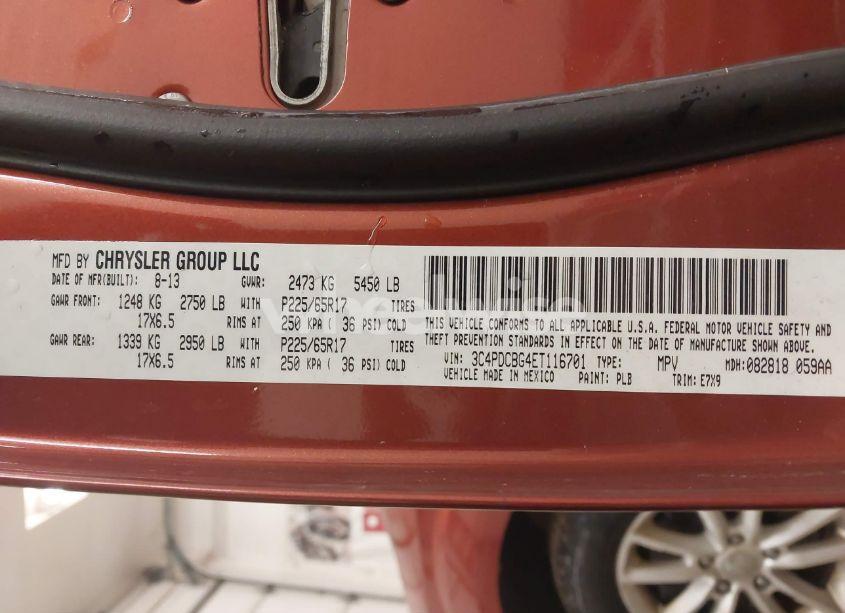 MFD BY CHRYSLER GROUP LLC
DATE OF MFR(BUILT): 8-13 GVWR: 2473 KG 5450 LB
GAWR FRONT: 1248 KG 2750 LB WITH P225/65R17 TIRES
17X6.5 RIMS AT 250 KPA ( 36 PSI) COLD
GAWR REAR: 1339 KG 2950 LB WITH P225/65R17 TIRES
17X6.5 RIMS AT 250 KPA ( 36 PSI) COLD
THIS VEHICLE CONFORMS TO ALL APPLICABLE U.S.A. FEDERAL MOTOR VEHICLE SAFETY AND
THEFT PREVENTION STANDARDS IN EFFECT ON THE DATE OF MANUFACTURE SHOWN ABOVE.
VIN: 3C4PDCBG4ET116701 TYPE: MPV MDH:082818 059AA
VEHICLE MADE IN MEXICO PAINT: PLB TRIM: E7X9